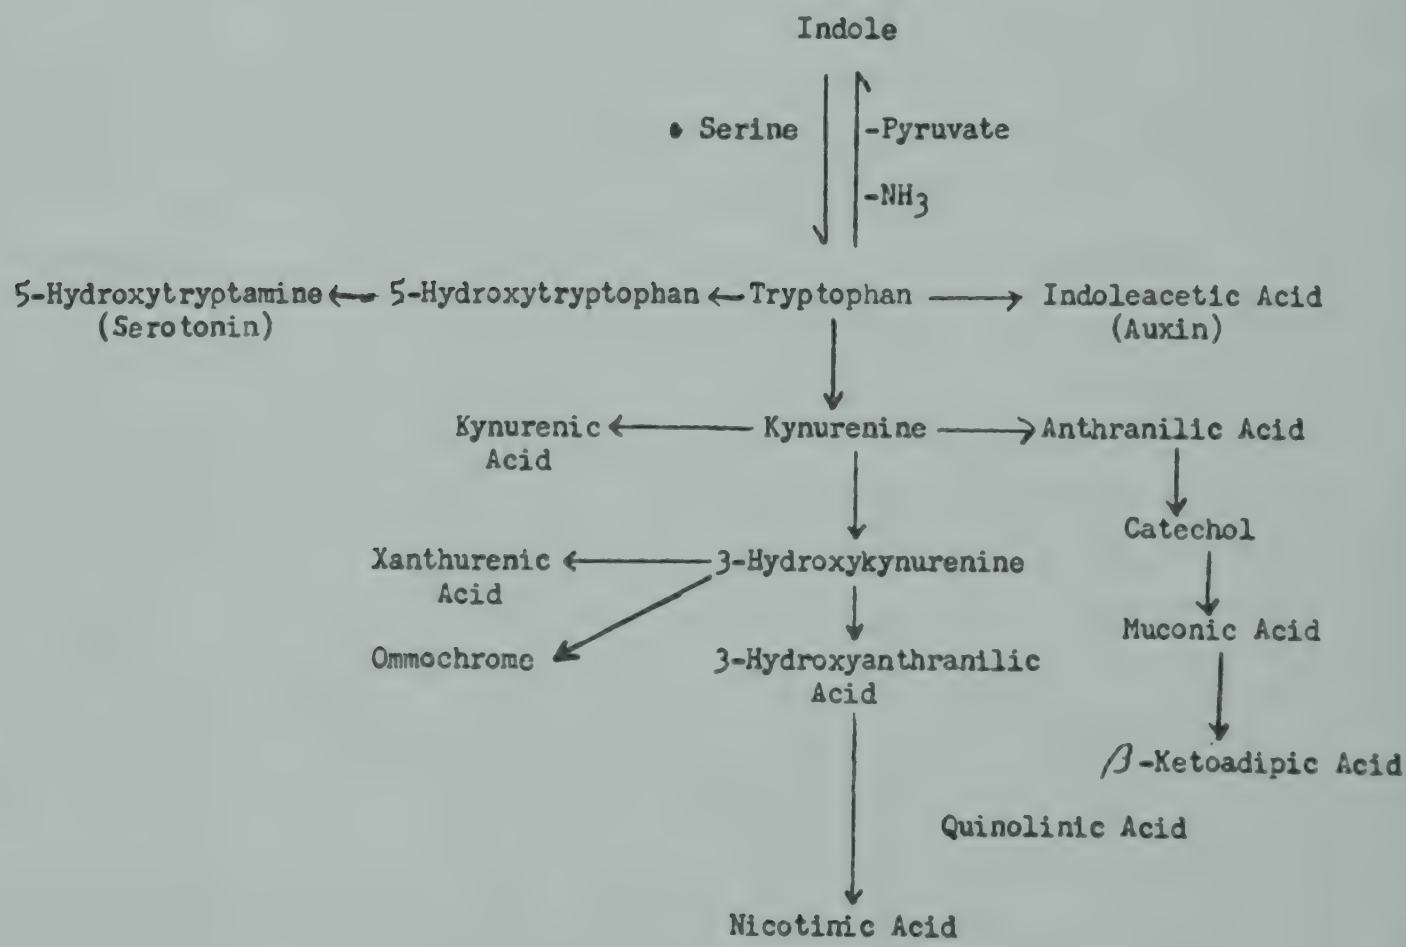 Indole
• Serine -Pyruvate
-NH3
5-Hydroxytryptamine 5-Hydroxytryptophan Tryptophan Indoleacetic Acid
(Serotonin) (Auxin)
Kynurenic Kynurenine Anthranilic Acid
Acid
Catechol
Xanthurenic 3-Hydroxykynurenine
Acid
Muconic Acid
Ommochrome 3-Hydroxyanthranilic
Acid
β-Ketoadipic Acid
Quinolinic Acid
Nicotinic Acid